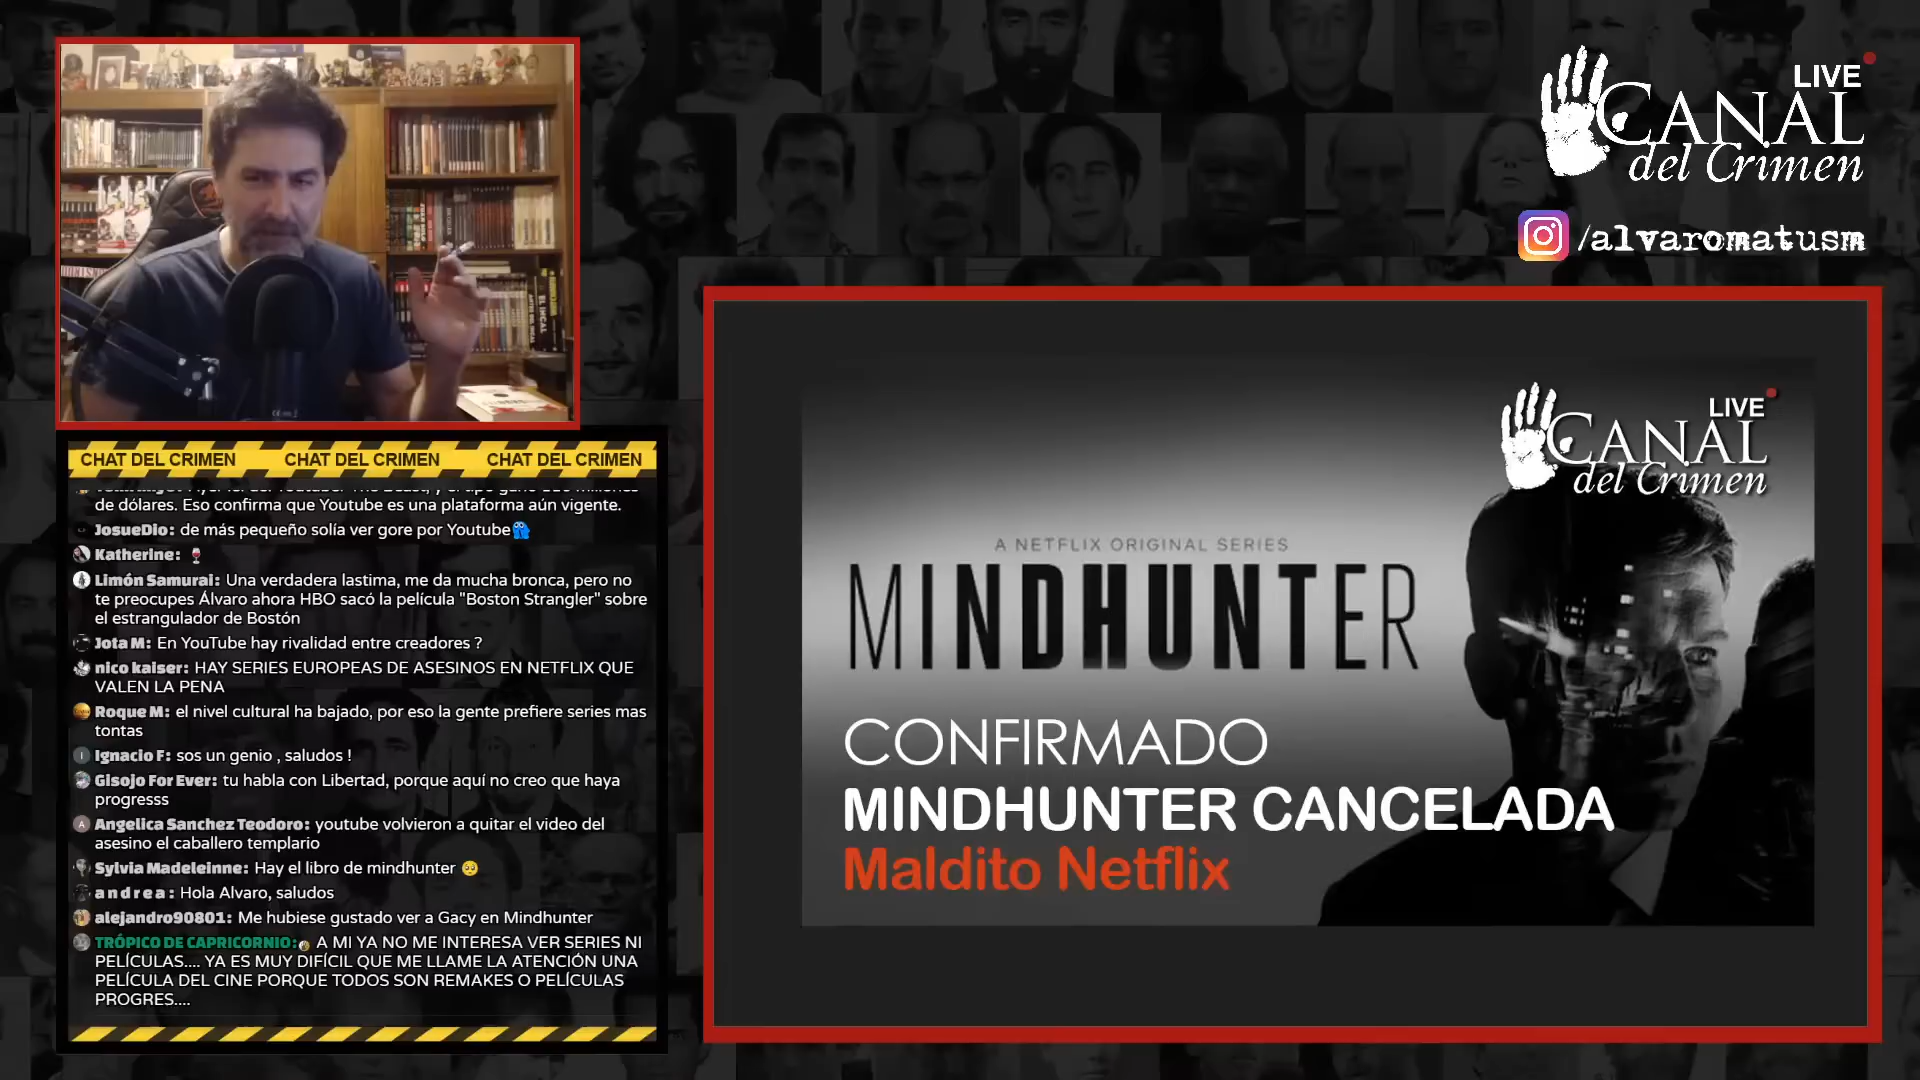 LIVE
CANAL
del Crimen
/alvaromatusm
CHAT DEL CRIMEN CHAT DEL CRIMEN CHAT DEL CRIMEN
de dólares. Eso confirma que Youtube es una plataforma aún vigente.
JosueDio: de más pequeño solía ver gore por Youtube
Katherine: 🍷
Limón Samurai: Una verdadera lastima, me da mucha bronca, pero no
te preocupes Álvaro ahora HBO sacó la película "Boston Strangler" sobre
el estrangulador de Bostón
Jota M: En YouTube hay rivalidad entre creadores ?
nico kaiser: HAY SERIES EUROPEAS DE ASESINOS EN NETFLIX QUE
VALEN LA PENA
Roque M: el nivel cultural ha bajado, por eso la gente prefiere series mas
tontas
Ignacio F: sos un genio , saludos !
Gisojo For Ever: tu habla con Libertad, porque aquí no creo que haya
progresss
Angelica Sanchez Teodoro: youtube volvieron a quitar el video del
asesino el caballero templario
Sylvia Madeleinne: Hay el libro de mindhunter 🥺
a n d r e a : Hola Alvaro, saludos
alejandro90801: Me hubiese gustado ver a Gacy en Mindhunter
TRÓPICO DE CAPRICORNIO: A MI YA NO ME INTERESA VER SERIES NI
PELÍCULAS.... YA ES MUY DIFÍCIL QUE ME LLAME LA ATENCIÓN UNA
PELÍCULA DEL CINE PORQUE TODOS SON REMAKES O PELÍCULAS
PROGRES....
LIVE
CANAL
del Crimen
A NETFLIX ORIGINAL SERIES
MINDHUNTER
CONFIRMADO
MINDHUNTER CANCELADA
Maldito Netflix
EL INCAL